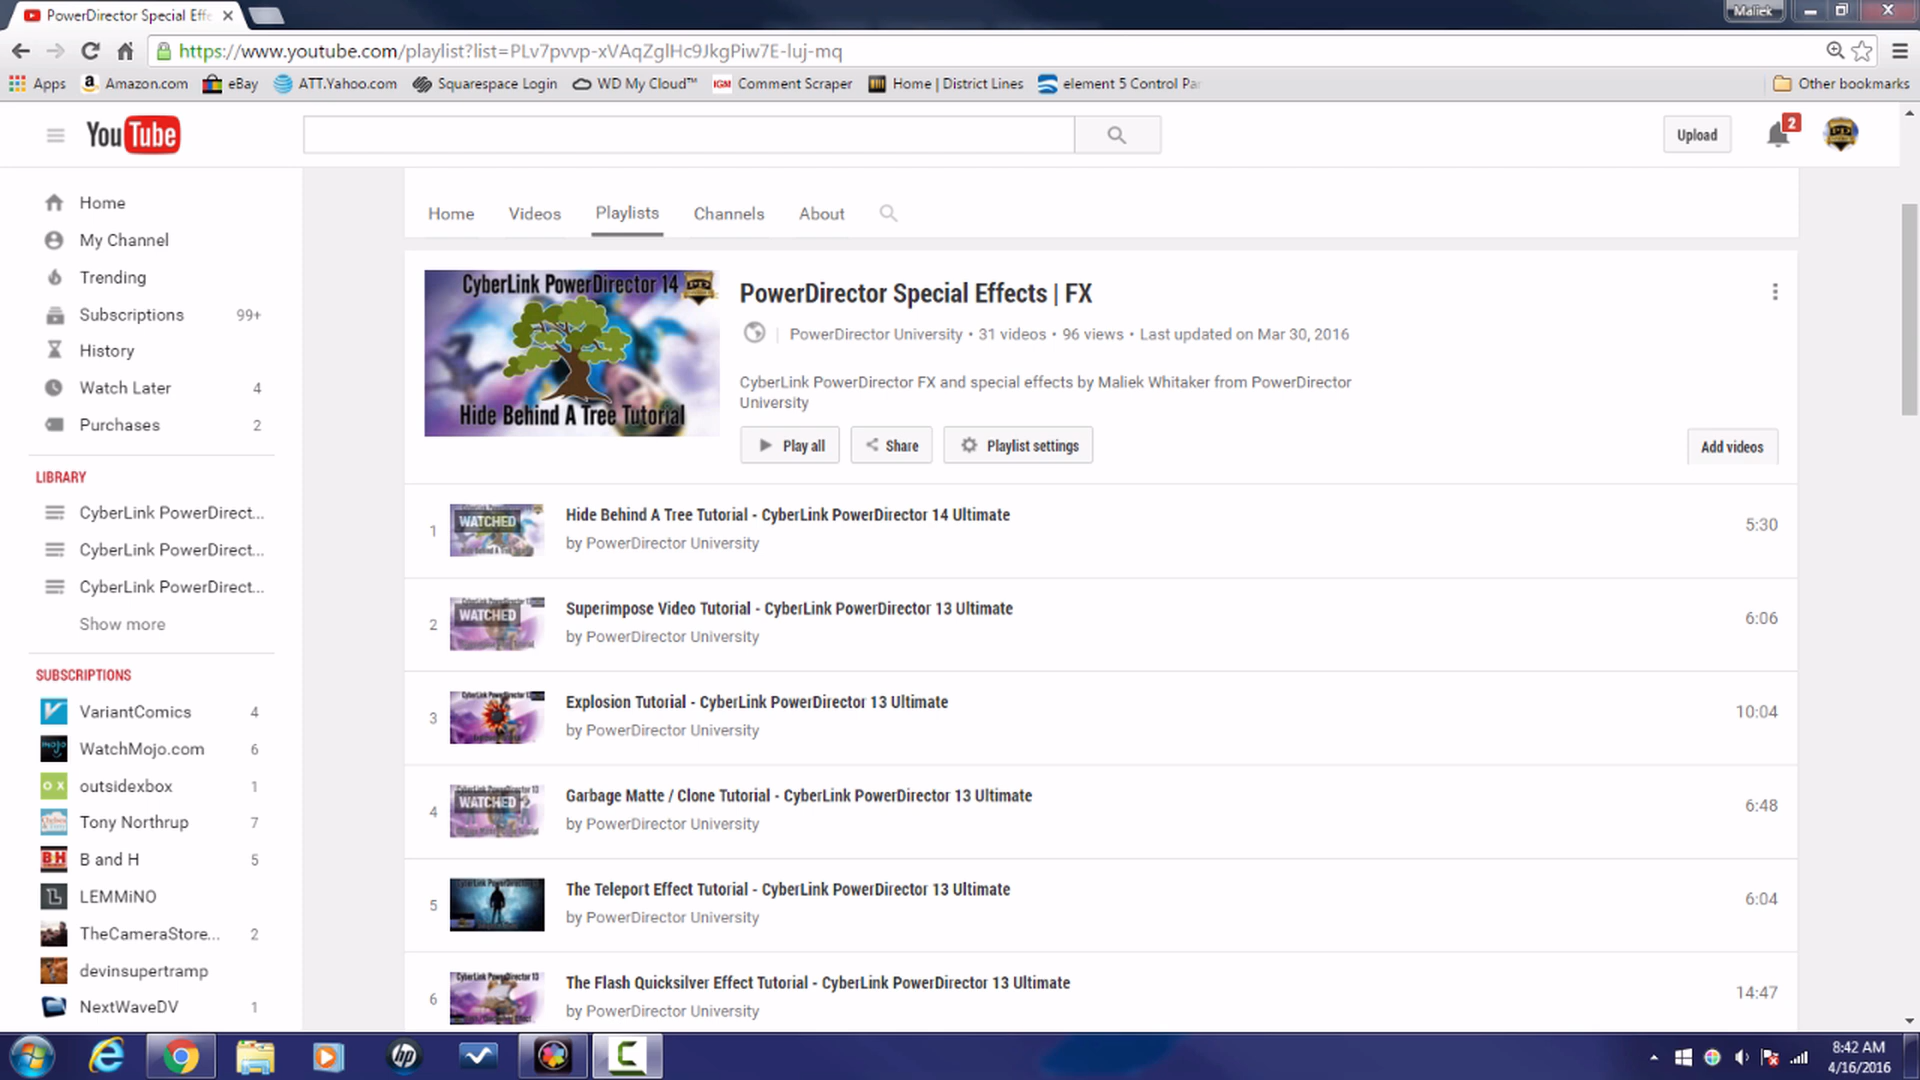 PowerDirector Special Effe
Maliek
https://www.youtube.com/playlist?list=PLv7pvvp-xVAqZglHc9JkgPiw7E-luj-mq
Apps
Amazon.com
eBay
ATT.Yahoo.com
Squarespace Login
WD My Cloud™
IGM Comment Scraper
Home | District Lines
element 5 Control Pa
Other bookmarks
YouTube
Upload
2
Home
My Channel
Trending
Subscriptions 99+
History
Watch Later 4
Purchases 2
LIBRARY
CyberLink PowerDirect...
CyberLink PowerDirect...
CyberLink PowerDirect...
Show more
SUBSCRIPTIONS
VariantComics 4
WatchMojo.com 6
outsidexbox 1
Tony Northrup 7
B and H 5
LEMMiNO
TheCameraStore... 2
devinsupertramp
NextWaveDV 1
Home Videos Playlists Channels About
CyberLink PowerDirector 14
Hide Behind A Tree Tutorial
PowerDirector Special Effects | FX
PowerDirector University • 31 videos • 96 views • Last updated on Mar 30, 2016
CyberLink PowerDirector FX and special effects by Maliek Whitaker from PowerDirector
University
Play all
Share
Playlist settings
Add videos
1 WATCHED Hide Behind A Tree Tutorial - CyberLink PowerDirector 14 Ultimate 5:30
by PowerDirector University
2 WATCHED Superimpose Video Tutorial - CyberLink PowerDirector 13 Ultimate 6:06
by PowerDirector University
3 Explosion Tutorial - CyberLink PowerDirector 13 Ultimate 10:04
by PowerDirector University
4 WATCHED Garbage Matte / Clone Tutorial - CyberLink PowerDirector 13 Ultimate 6:48
by PowerDirector University
5 The Teleport Effect Tutorial - CyberLink PowerDirector 13 Ultimate 6:04
by PowerDirector University
6 The Flash Quicksilver Effect Tutorial - CyberLink PowerDirector 13 Ultimate 14:47
by PowerDirector University
8:42 AM
4/16/2016